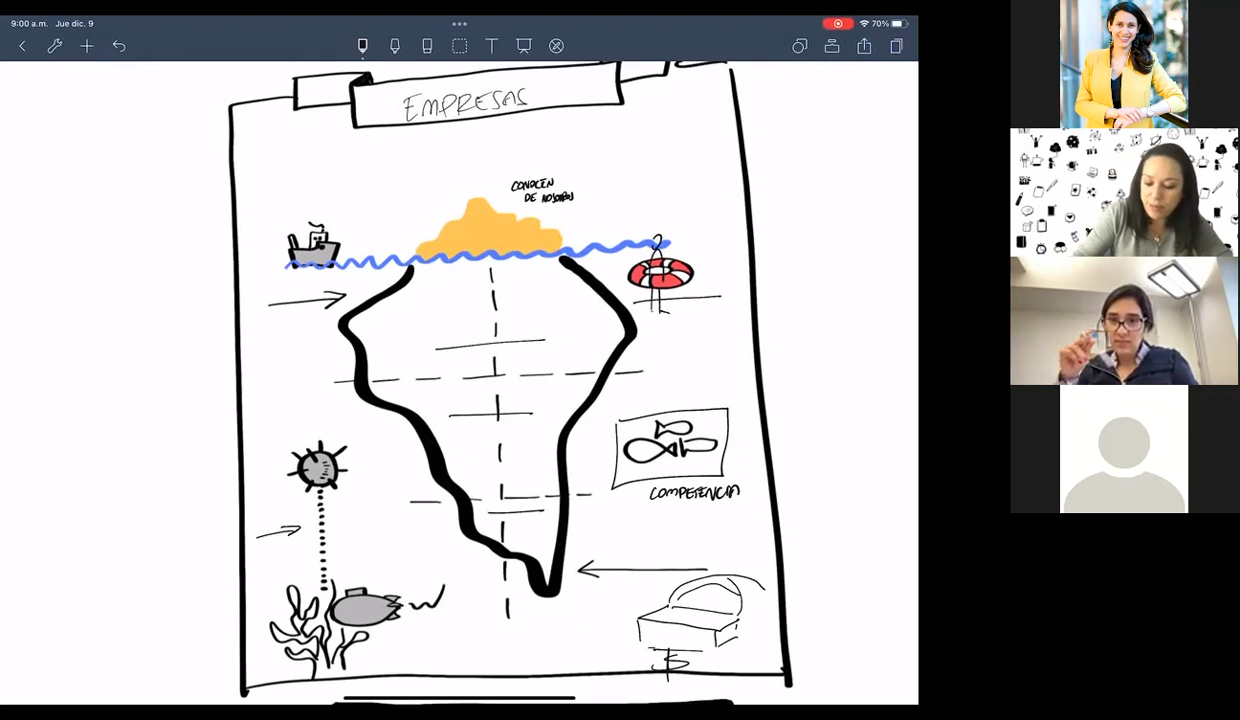 9:00 a.m. Jue dic. 9
70%
T
EMPRESAS
CONOCEN
DE NOSOTROS
COMPETENCIA
$